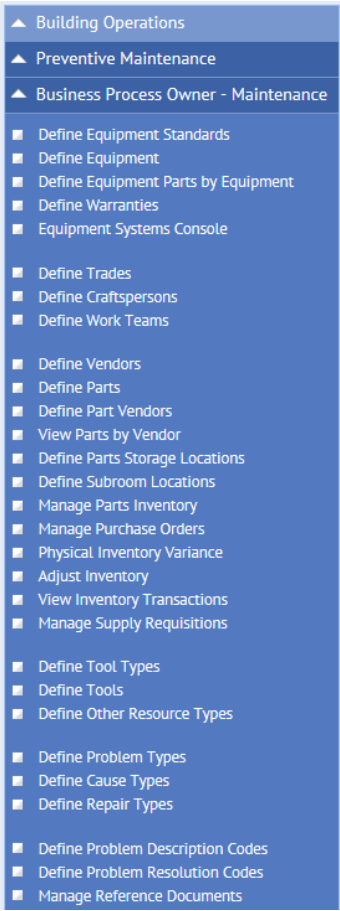 Building Operations
Preventive Maintenance
Business Process Owner - Maintenance
Define Equipment Standards
Define Equipment
Define Equipment Parts by Equipment
Define Warranties
Equipment Systems Console
Define Trades
Define Craftspersons
Define Work Teams
Define Vendors
Define Parts
Define Part Vendors
View Parts by Vendor
Define Parts Storage Locations
Define Subroom Locations
Manage Parts Inventory
Manage Purchase Orders
Physical Inventory Variance
Adjust Inventory
View Inventory Transactions
Manage Supply Requisitions
Define Tool Types
Define Tools
Define Other Resource Types
Define Problem Types
Define Cause Types
Define Repair Types
Define Problem Description Codes
Define Problem Resolution Codes
Manage Reference Documents